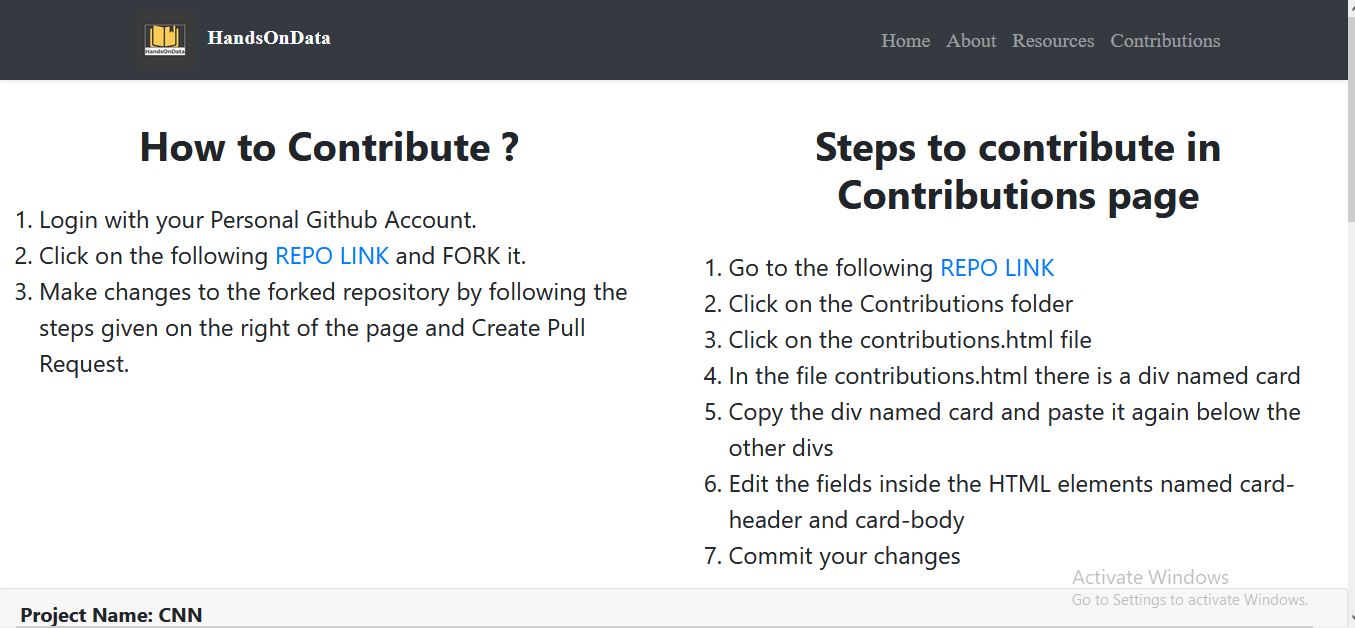 HandsOnData
HandsOnData
Home About Resources Contributions
How to Contribute ?
1. Login with your Personal Github Account.
2. Click on the following REPO LINK and FORK it.
3. Make changes to the forked repository by following the
steps given on the right of the page and Create Pull
Request.
Steps to contribute in
Contributions page
1. Go to the following REPO LINK
2. Click on the Contributions folder
3. Click on the contributions.html file
4. In the file contributions.html there is a div named card
5. Copy the div named card and paste it again below the
other divs
6. Edit the fields inside the HTML elements named card-
header and card-body
7. Commit your changes
Activate Windows
Go to Settings to activate Windows.
Project Name: CNN